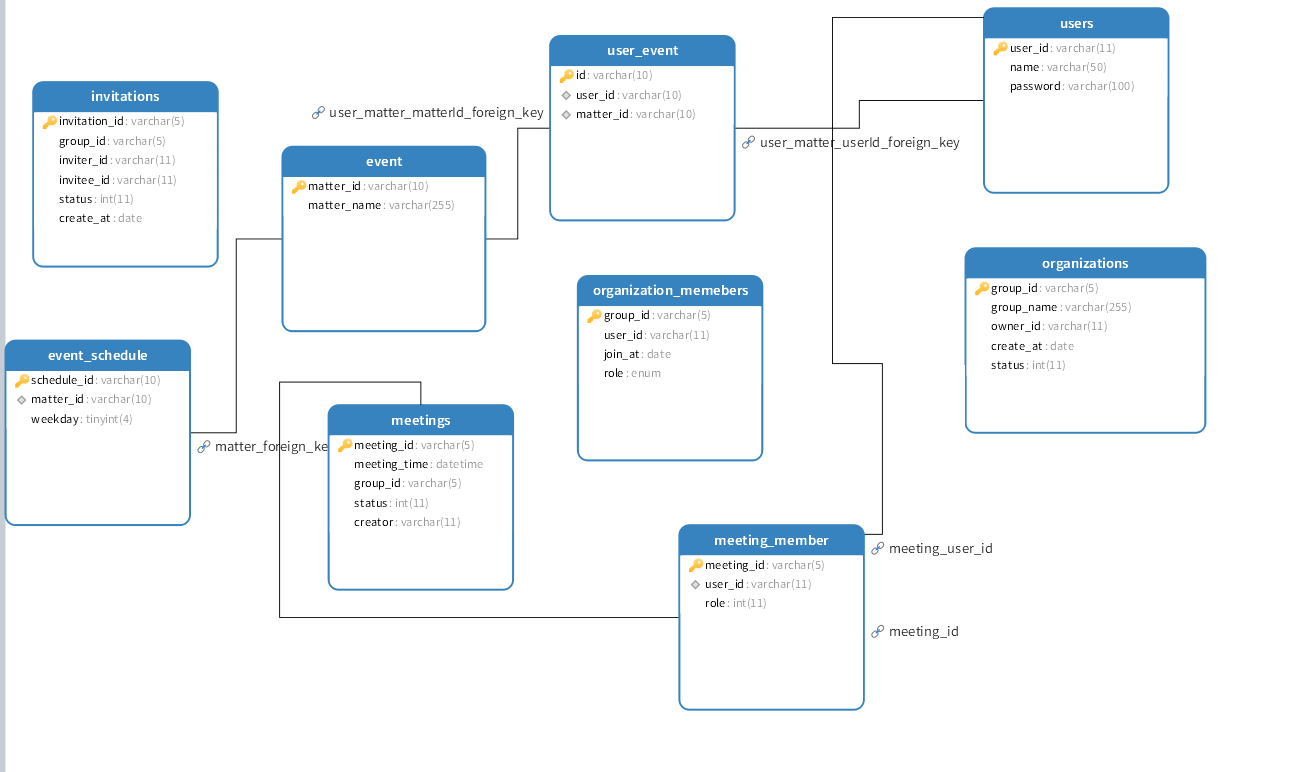 users
user_id : varchar(11)
name : varchar(50)
password : varchar(100)
user_event
id : varchar(10)
user_id : varchar(10)
matter_id : varchar(10)
invitations
invitation_id : varchar(5)
group_id : varchar(5)
inviter_id : varchar(11)
invitee_id : varchar(11)
status : int(11)
create_at : date
user_matter_matterId_foreign_key
user_matter_userId_foreign_key
event
matter_id : varchar(10)
matter_name : varchar(255)
organizations
group_id : varchar(5)
group_name : varchar(255)
owner_id : varchar(11)
create_at : date
status : int(11)
organization_memebers
group_id : varchar(5)
user_id : varchar(11)
join_at : date
role : enum
event_schedule
schedule_id : varchar(10)
matter_id : varchar(10)
weekday : tinyint(4)
matter_foreign_ke
meetings
meeting_id : varchar(5)
meeting_time : datetime
group_id : varchar(5)
status : int(11)
creator : varchar(11)
meeting_member
meeting_id : varchar(5)
user_id : varchar(11)
role : int(11)
meeting_user_id
meeting_id